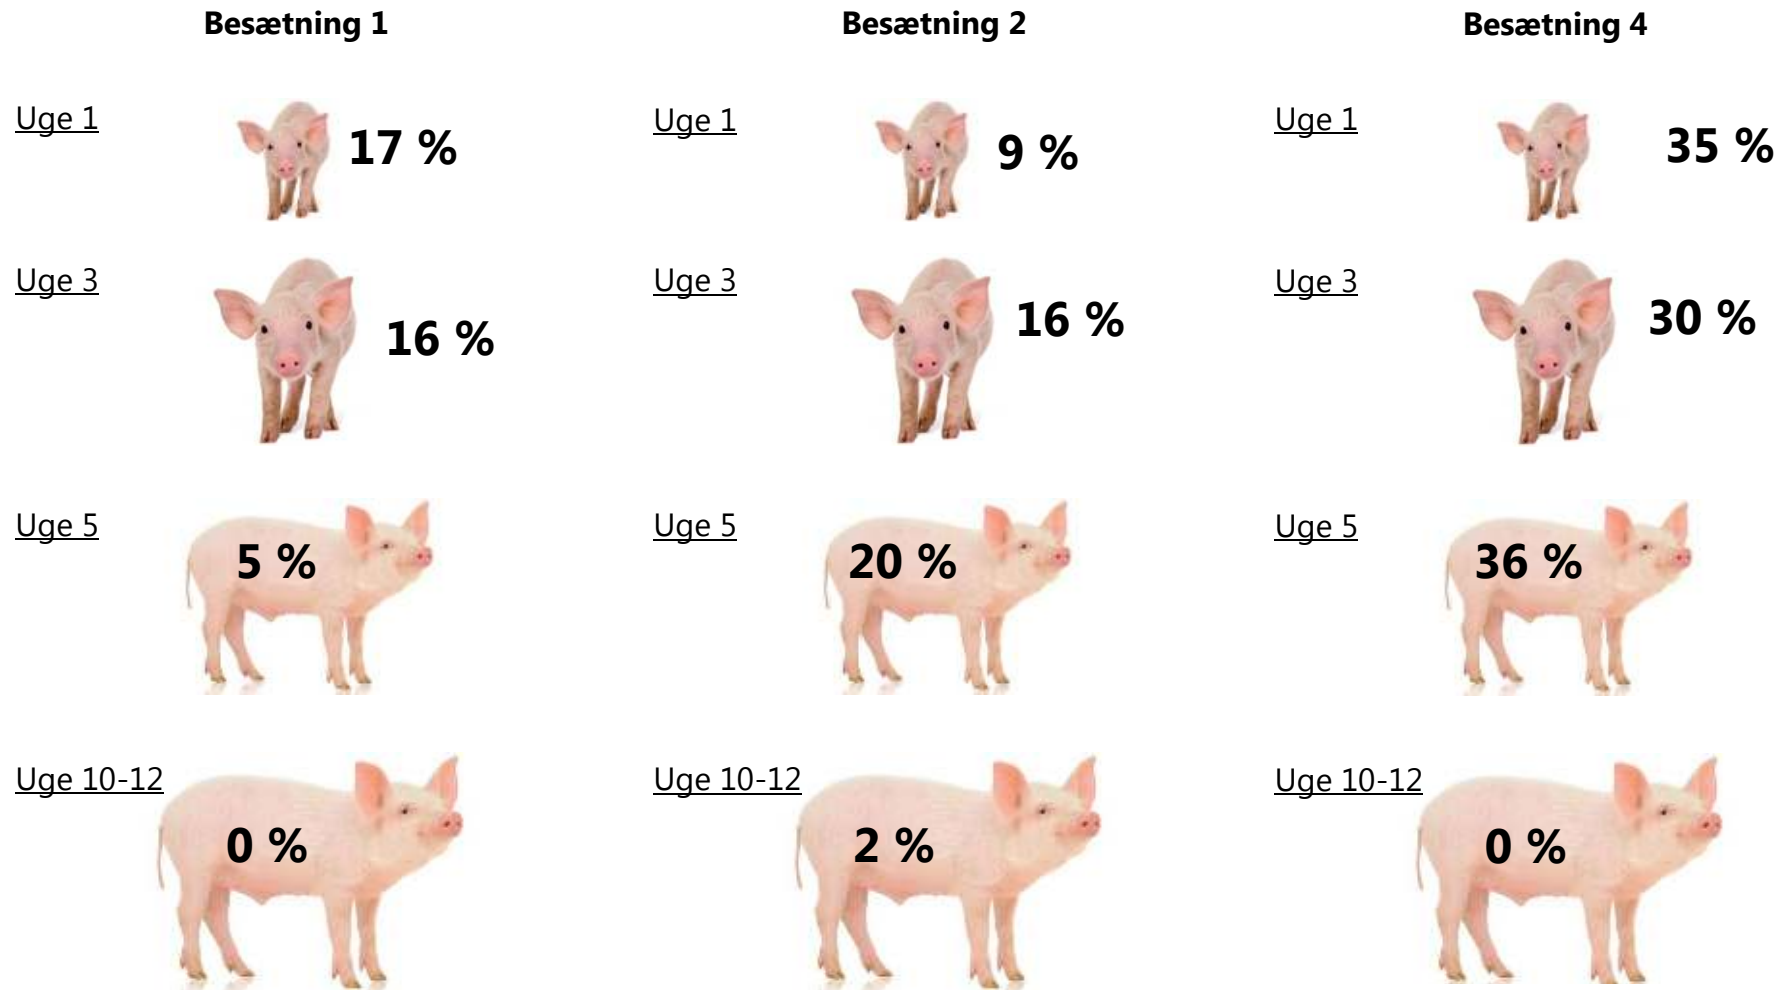 Besætning 1
Uge 1
17 %
Uge 3
16 %
Uge 5
5 %
Uge 10-12
0 %
Besætning 2
Uge 1
9 %
Uge 3
16 %
Uge 5
20 %
Uge 10-12
2 %
Besætning 4
Uge 1
35 %
Uge 3
30 %
Uge 5
36 %
Uge 10-12
0 %